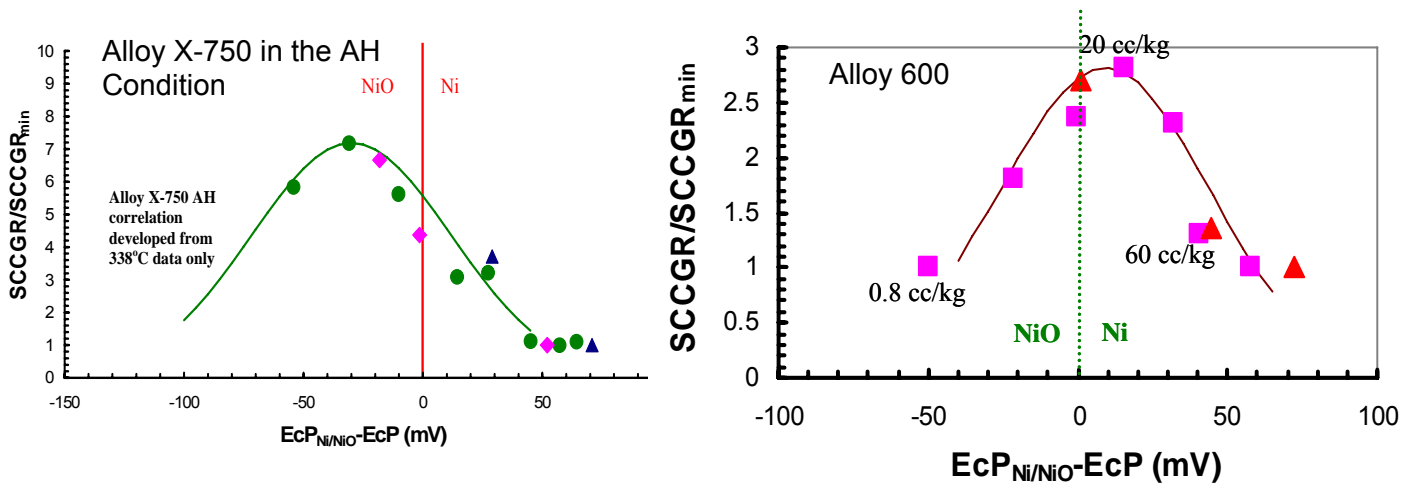 Alloy X-750 in the AH
Condition
NiO
Ni
10
9
8
7
6
5
4
3
2
1
0
SCCGR/SCCGRmin
Alloy X-750 AH
correlation
developed from
338°C data only
-150
-100
-50
0
50
EcPNi/NiO-EcP (mV)
Alloy 600
20 cc/kg
60 cc/kg
0.8 cc/kg
NiO
Ni
3
2.5
2
1.5
1
0.5
0
SCCGR/SCCGRmin
-100
-50
0
50
100
EcPNi/NiO-EcP (mV)